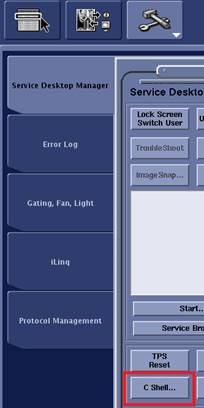 Service Desktop Manager
Error Log
Gating, Fan, Light
iLinq
Protocol Management
Service Deskto
Lock Screen
Switch User
TroubleShoot
ImageSnap...
Start..
Service Bro
TPS
Reset
C Shell...